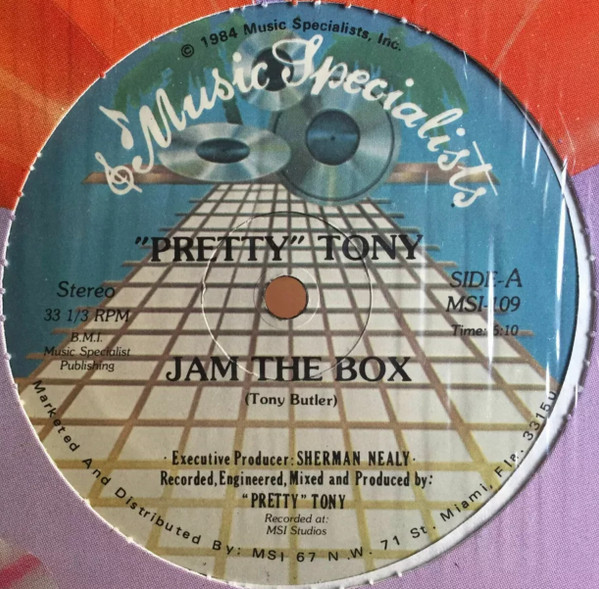 © 1984 Music Specialists, Inc.
Music Specialists
"PRETTY" TONY
Stereo
33 1/3 RPM
B.M.I.
Music Specialist
Publishing
SIDE-A
MSI-109
Time: 6:10
JAM THE BOX
(Tony Butler)
· Executive Producer: SHERMAN NEALY ·
Recorded, Engineered, Mixed and Produced by:
"PRETTY" TONY
Recorded at:
MSI Studios
Marketed And Distributed By: MSI 67 N.W. 71 St. Miami, Fla. 33150